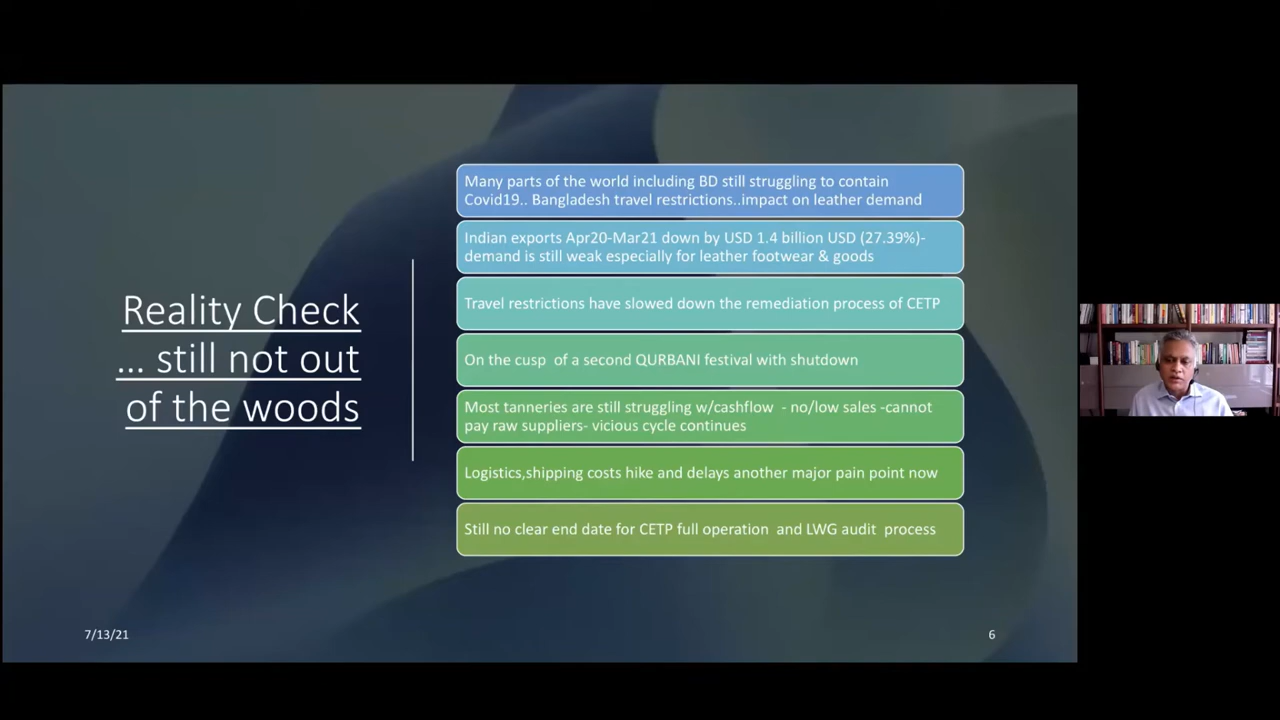 Reality Check
... still not out
of the woods
Many parts of the world including BD still struggling to contain
Covid19.. Bangladesh travel restrictions..impact on leather demand
Indian exports Apr20-Mar21 down by USD 1.4 billion USD (27.39%)-
demand is still weak especially for leather footwear & goods
Travel restrictions have slowed down the remediation process of CETP
On the cusp of a second QURBANI festival with shutdown
Most tanneries are still struggling w/cashflow - no/low sales -cannot
pay raw suppliers- vicious cycle continues
Logistics,shipping costs hike and delays another major pain point now
Still no clear end date for CETP full operation and LWG audit process
7/13/21
6